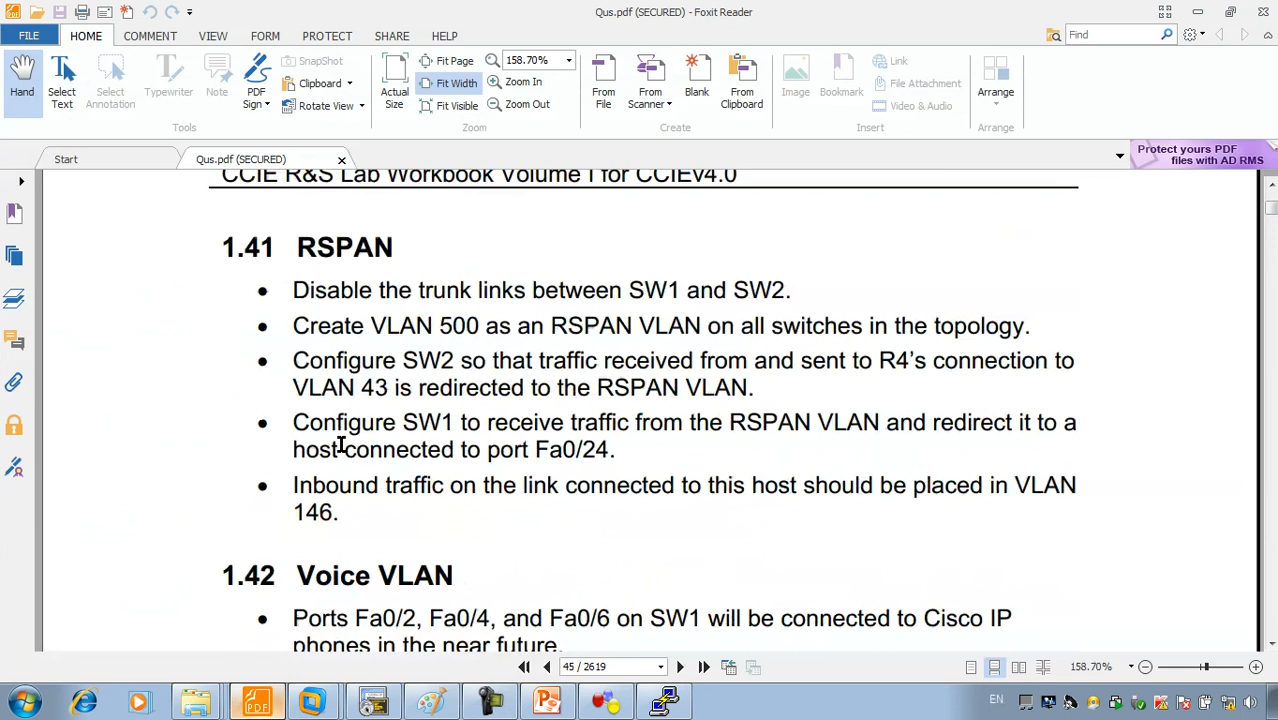 Qus.pdf (SECURED) - Foxit Reader
FILE HOME COMMENT VIEW FORM PROTECT SHARE HELP
Find
Hand
Select Text
Select Annotation
Typewriter
Note
PDF Sign
SnapShot
Clipboard
Rotate View
Tools
Actual Size
Fit Page
Fit Width
Fit Visible
158.70%
Zoom In
Zoom Out
Zoom
From File
From Scanner
Blank
From Clipboard
Create
Image
Bookmark
Link
File Attachment
Video & Audio
Insert
Arrange
Arrange
Start
Qus.pdf (SECURED)
Protect yours PDF
files with AD RMS
CCIE R&S Lab Workbook Volume I for CCIEv4.0
1.41 RSPAN
• Disable the trunk links between SW1 and SW2.
• Create VLAN 500 as an RSPAN VLAN on all switches in the topology.
• Configure SW2 so that traffic received from and sent to R4's connection to
VLAN 43 is redirected to the RSPAN VLAN.
• Configure SW1 to receive traffic from the RSPAN VLAN and redirect it to a
host connected to port Fa0/24.
• Inbound traffic on the link connected to this host should be placed in VLAN
146.
1.42 Voice VLAN
• Ports Fa0/2, Fa0/4, and Fa0/6 on SW1 will be connected to Cisco IP
phones in the near future.
45 / 2619
158.70%
PDF
EN